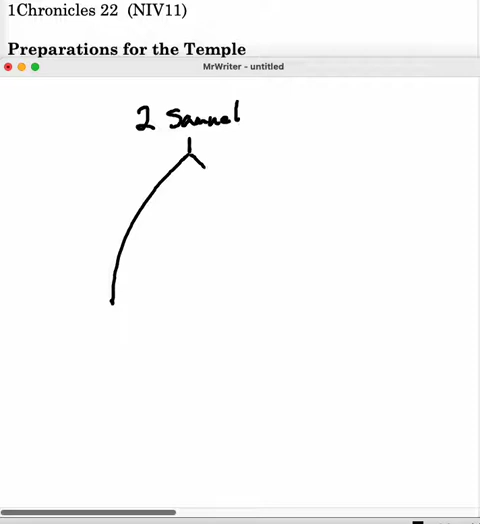 1Chronicles 22 (NIV11)
Preparations for the Temple
MrWriter - untitled
2 Samuel